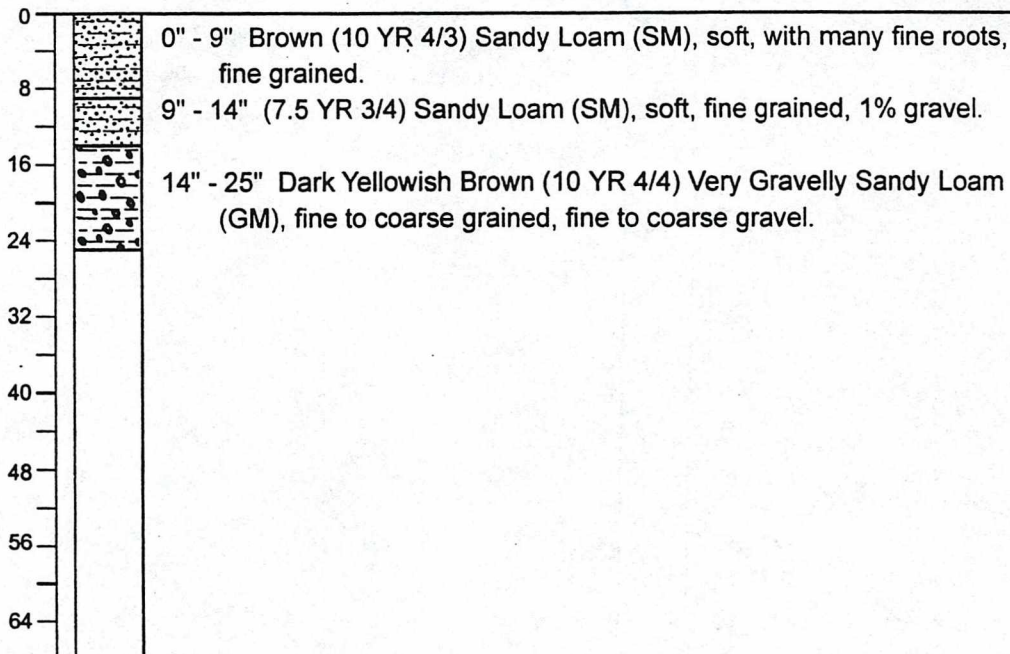 0
0" - 9" Brown (10 YR 4/3) Sandy Loam (SM), soft, with many fine roots,
fine grained.
8
9" - 14" (7.5 YR 3/4) Sandy Loam (SM), soft, fine grained, 1% gravel.
16
14" - 25" Dark Yellowish Brown (10 YR 4/4) Very Gravelly Sandy Loam
(GM), fine to coarse grained, fine to coarse gravel.
24
32
40
48
56
64